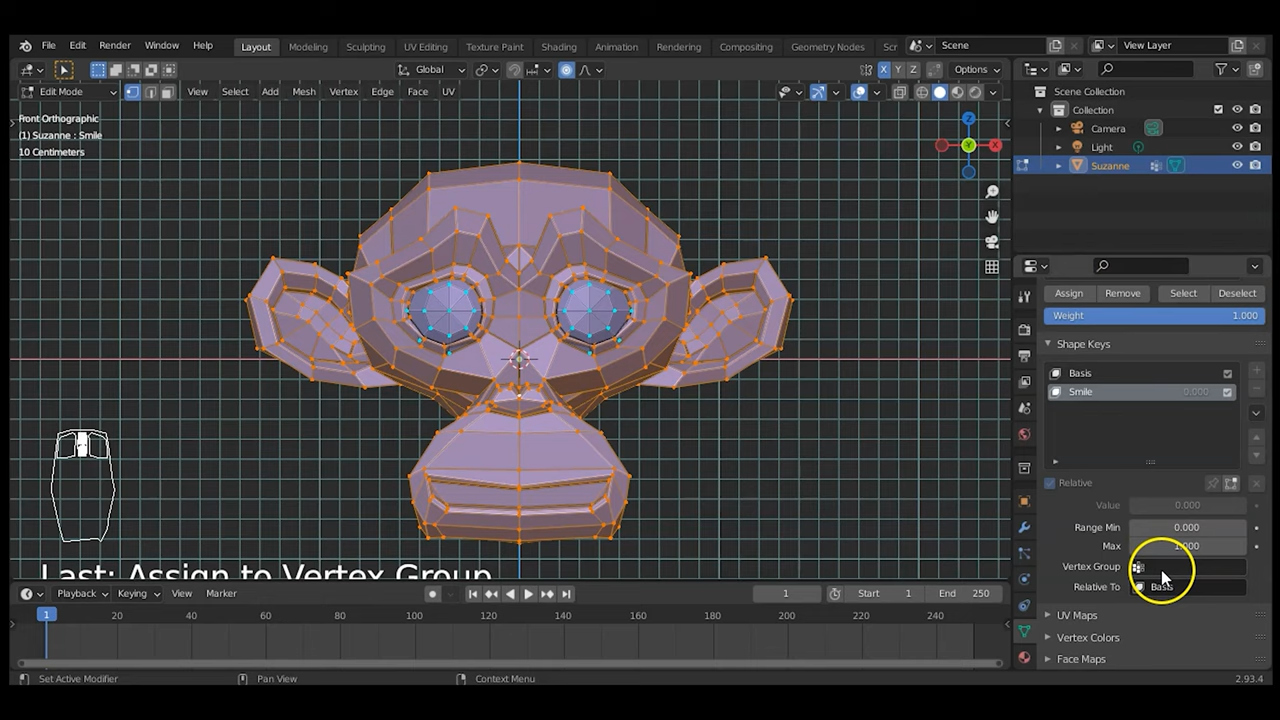 File Edit Render Window Help Layout Modeling Sculpting UV Editing Texture Paint Shading Animation Rendering Compositing Geometry Nodes Scr Scene View Layer
Global X Y Z Options
Edit Mode View Select Add Mesh Vertex Edge Face UV
Front Orthographic
(1) Suzanne : Smile
10 Centimeters
Z
Y
X
Last: Assign to Vertex Group
Scene Collection
Collection
Camera
Light
Suzanne
Assign Remove Select Deselect
Weight 1.000
Shape Keys
Basis
Smile 0.000
Relative
Value 0.000
Range Min 0.000
Max 1.000
Vertex Group
Relative To Basis
UV Maps
Vertex Colors
Face Maps
Playback Keying View Marker 1 Start 1 End 250
1 20 40 60 80 100 120 140 160 180 200 220 240
Set Active Modifier Pan View Context Menu 2.93.4